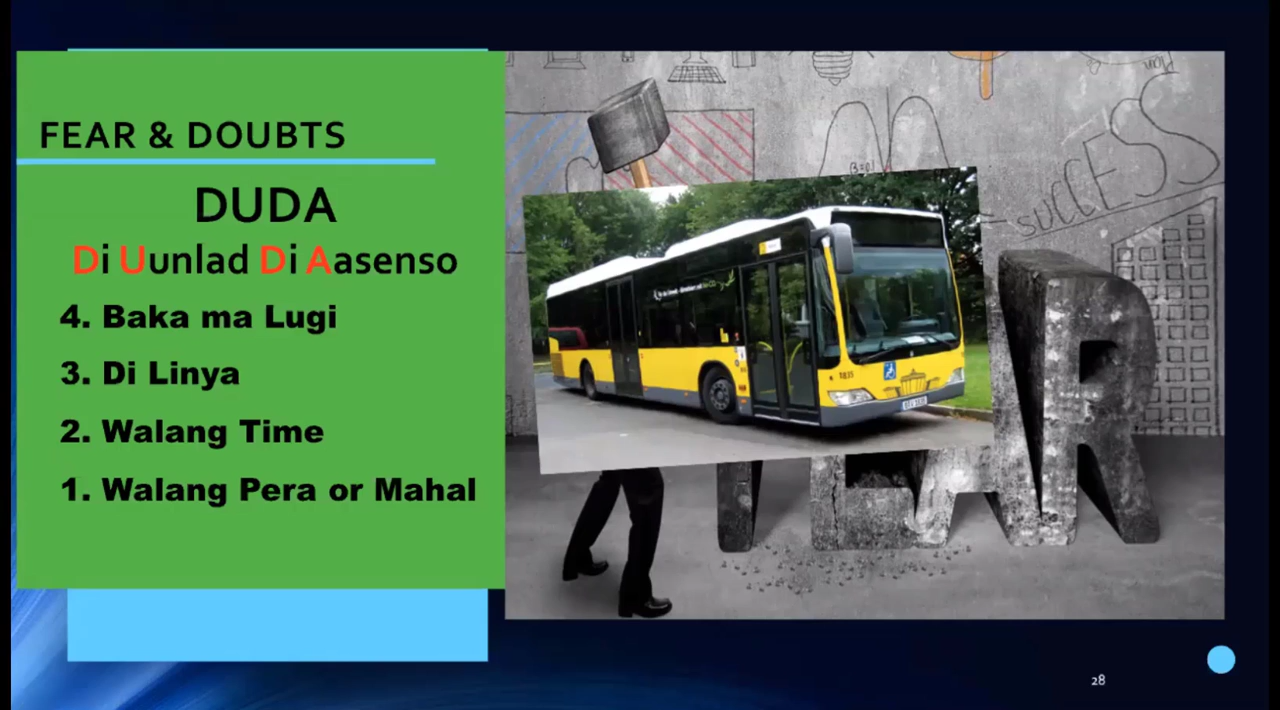 FEAR & DOUBTS
DUDA
Di Uunlad Di Aasenso
4. Baka ma Lugi
3. Di Linya
2. Walang Time
1. Walang Pera or Mahal
SUCCESS
1835
FEAR
28